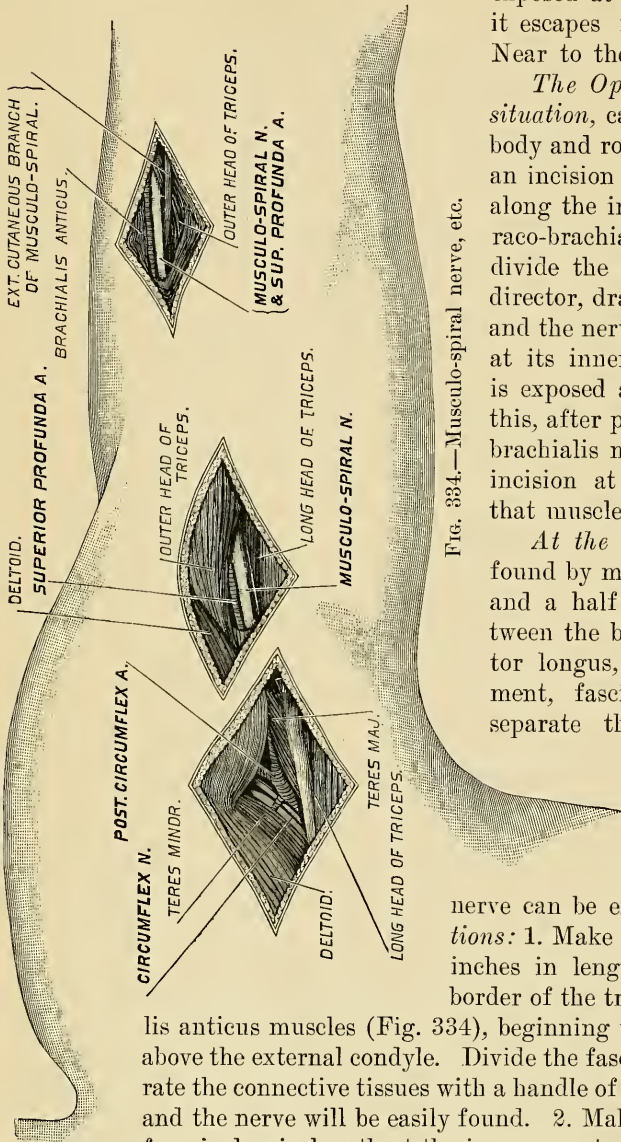 EXT. CUTANEOUS BRANCH
OF MUSCULO-SPIRAL.
BRACHIALIS ANTICUS.
OUTER HEAD OF TRICEPS.
MUSCULO-SPIRAL N.
& SUP. PROFUNDA A.
DELTOID.
SUPERIOR PROFUNDA A.
OUTER HEAD OF
TRICEPS.
LONG HEAD OF TRICEPS.
MUSCULO-SPIRAL N.
POST. CIRCUMFLEX A.
CIRCUMFLEX N.
TERES MINOR.
DELTOID.
LONG HEAD OF TRICEPS.
TERES MAJ.
FIG. 334.—Musculo-spiral nerve, etc.
it escapes
Near to the
The Op
situation, ca
body and ro
an incision
along the in
raco-brachia
divide the
director, dra
and the nerv
at its inner
is exposed a
this, after p
brachialis m
incision at
that muscle
At the
found by m
and a half
tween the b
tor longus,
ment, fasci
separate th
nerve can be e
tions: 1. Make
inches in leng
border of the tr
lis anticus muscles (Fig. 334), beginning
above the external condyle. Divide the fasc
rate the connective tissues with a handle of
and the nerve will be easily found. 2. Mak